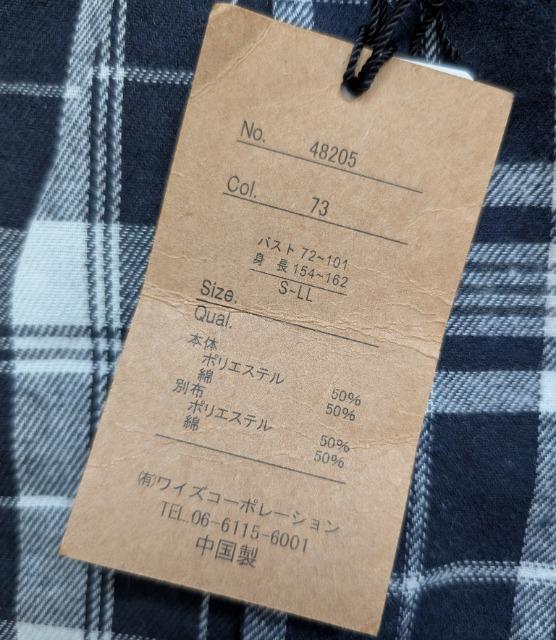 No. 48205
Col. 73
バスト 72~101
身 長 154~162
Size. S-LL
Qual.
本体
ポリエステル 50%
綿 50%
別布
ポリエステル 50%
綿 50%
(有)ワイズコーポレーション
TEL.06-6115-6001
中国製